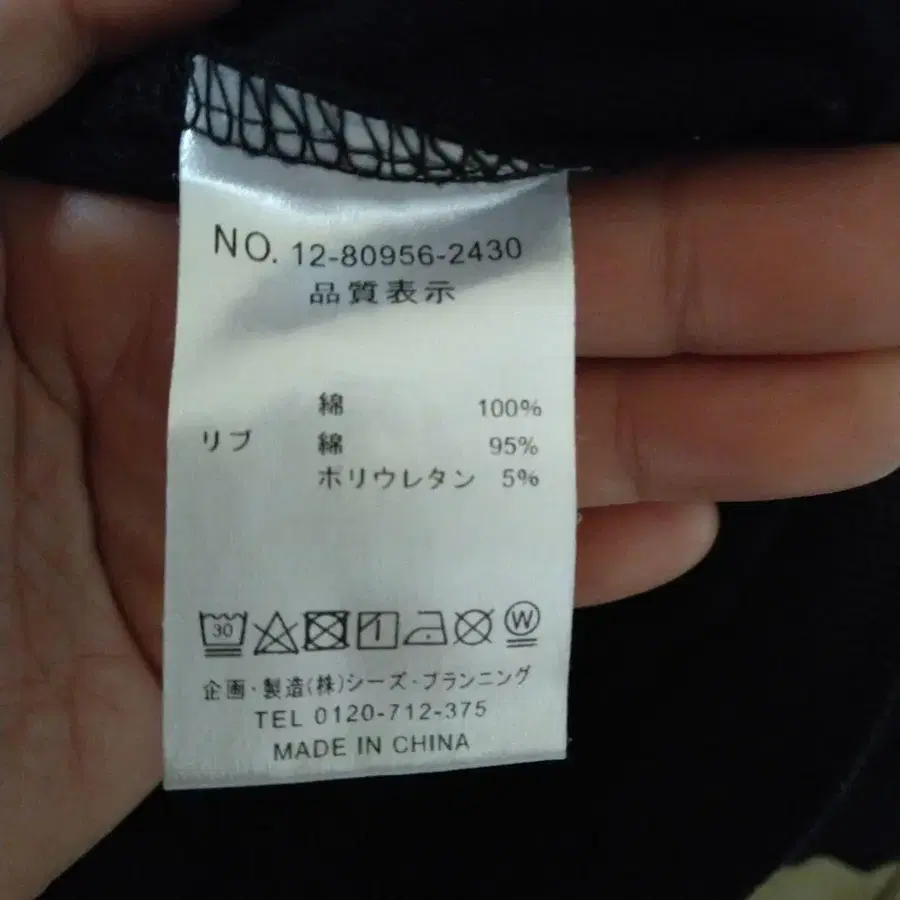 NO. 12-80956-2430
品質表示
綿 100%
リブ 綿 95%
ポリウレタン 5%
30 W
企画・製造(株)シーズ・プランニング
TEL 0120-712-375
MADE IN CHINA